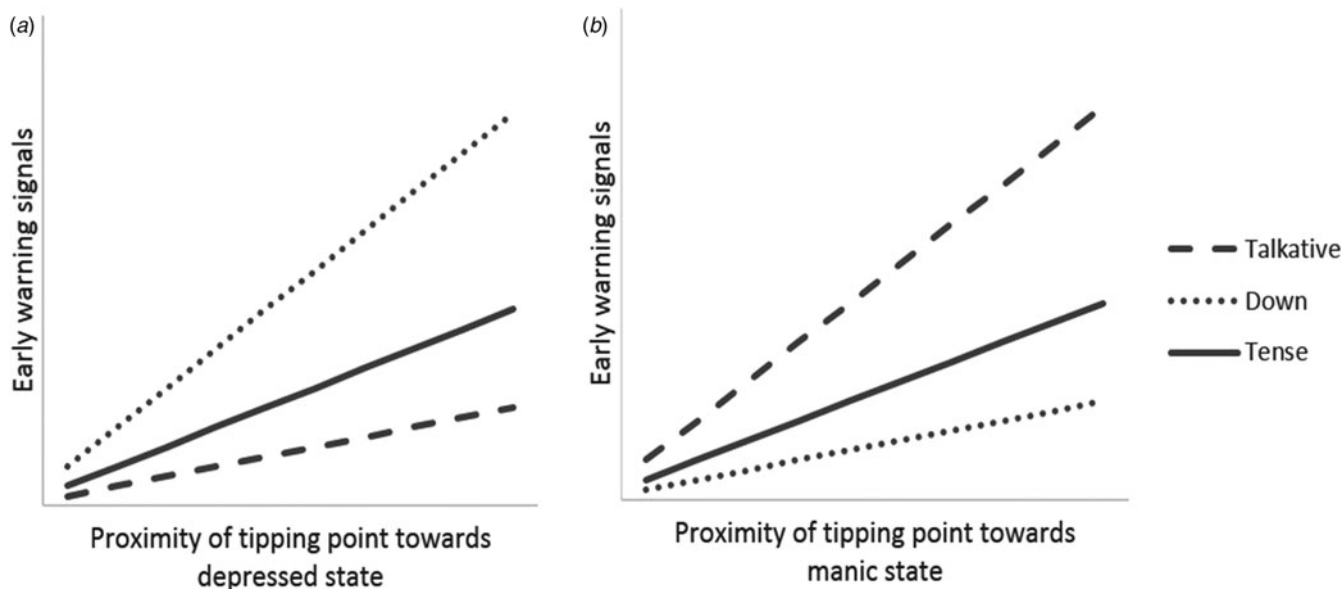 (a)
Early warning signals
Proximity of tipping point towards
depressed state
(b)
Early warning signals
Proximity of tipping point towards
manic state
Talkative
Down
Tense